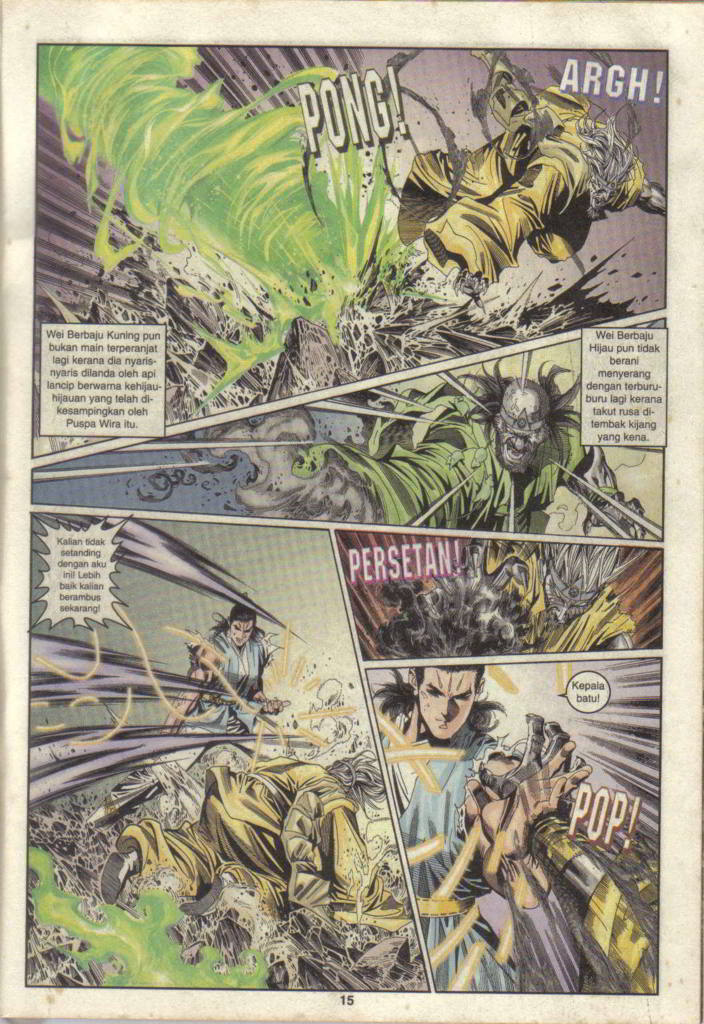 PONG!
ARGH!
Wei Berbaju Kuning pun
bukan main terperanjat
lagi kerana dia nyaris-
nyaris dilanda oleh api
lancip berwarna kehijau-
hijauan yang telah di-
kesampingkan oleh
Puspa Wira itu.
Wei Berbaju
Hijau pun tidak
berani
menyerang
dengan terburu-
buru lagi kerana
takut rusa di-
tembak kijang
yang kena.
Kalian tidak
setanding
dengan aku
ini! Lebih
baik kalian
berambus
sekarang!
PERSETAN!
Kepala
batu!
POP!
15